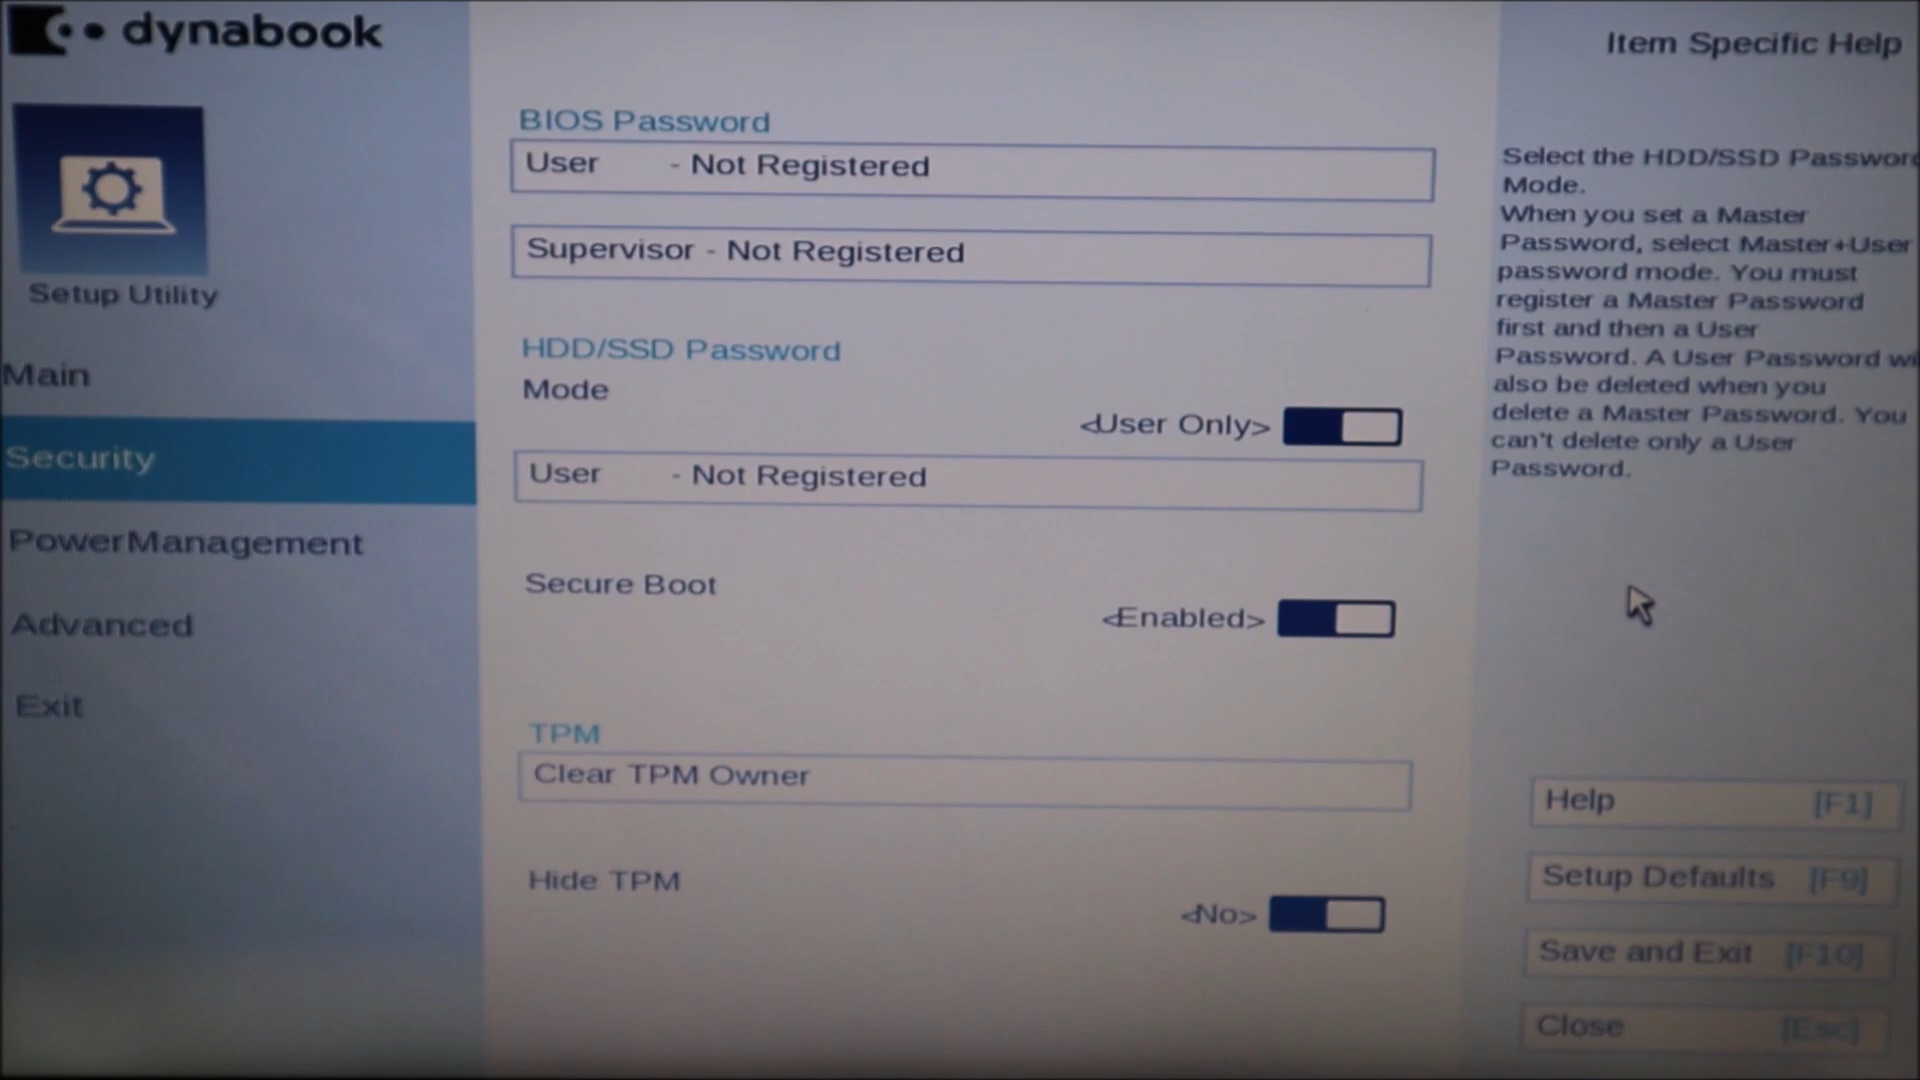 dynabook
Setup Utility
Main
Security
PowerManagement
Advanced
Exit
BIOS Password
User - Not Registered
Supervisor - Not Registered
HDD/SSD Password
Mode
<User Only>
User - Not Registered
Secure Boot
<Enabled>
TPM
Clear TPM Owner
Hide TPM
<No>
Item Specific Help
Select the HDD/SSD Password
Mode.
When you set a Master
Password, select Master+User
password mode. You must
register a Master Password
first and then a User
Password. A User Password wi
also be deleted when you
delete a Master Password. You
can't delete only a User
Password.
Help [F1]
Setup Defaults [F9]
Save and Exit [F10]
Close [Esc]